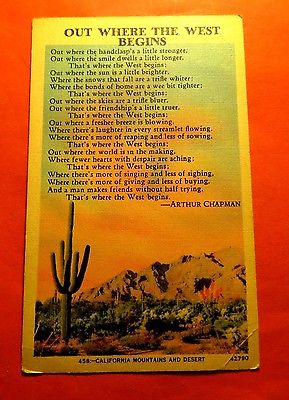 OUT WHERE THE WEST
BEGINS
Out where the handclasp's a little stronger,
Out where the smile dwells a little longer,
That's where the West begins;
Out where the sun is a little brighter,
Where the snows that fall are a trifle whiter;
Where the bonds of home are a wee bit tighter;
That's where the West begins;
Out where the skies are a trifle bluer,
Out where the friendship's a little truer,
That's where the West begins;
Out where a fresher breeze is blowing,
Where there's laughter in every streamlet flowing,
Where there's more of reaping and less of sowing,
That's where the West begins;
Out where the world is in the making,
Where fewer hearts with despair are aching;
That's where the West begins;
Where there's more of singing and less of sighing,
Where there's more of giving and less of buying,
And a man makes friends without half trying,
That's where the West begins.
—ARTHUR CHAPMAN
458:—CALIFORNIA MOUNTAINS AND DESERT
42790